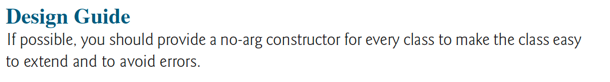 Design Guide
If possible, you should provide a no-arg constructor for every class to make the class easy
to extend and to avoid errors.